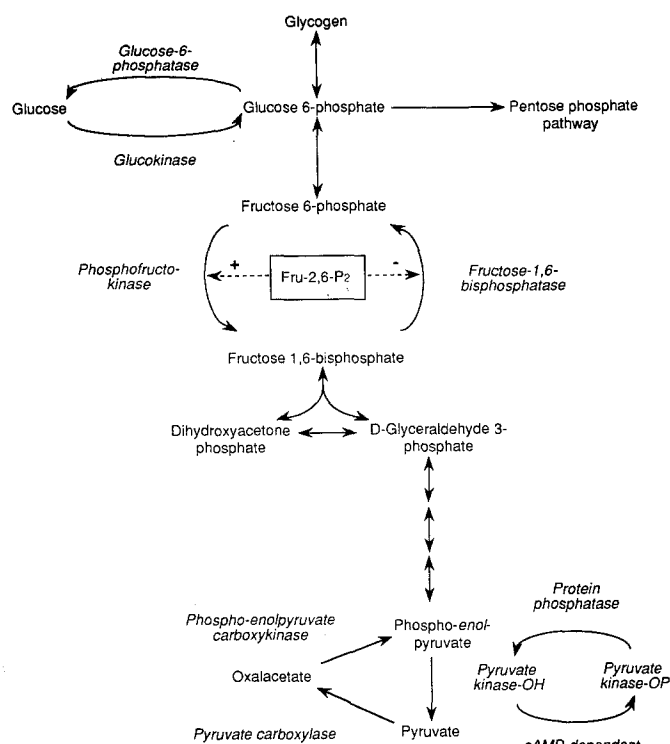 Glycogen
Glucose-6-
phosphatase
Glucose
Glucose 6-phosphate
Pentose phosphate
pathway
Glucokinase
Fructose 6-phosphate
Phosphofructo-
kinase
+
Fru-2,6-P2
-
Fructose-1,6-
bisphosphatase
Fructose 1,6-bisphosphate
Dihydroxyacetone
phosphate
D-Glyceraldehyde 3-
phosphate
Protein
phosphatase
Phospho-enolpyruvate
carboxykinase
Phospho-enol-
pyruvate
Oxalacetate
Pyruvate
kinase-OH
Pyruvate
kinase-OP
Pyruvate carboxylase
Pyruvate
cAMP-dependent